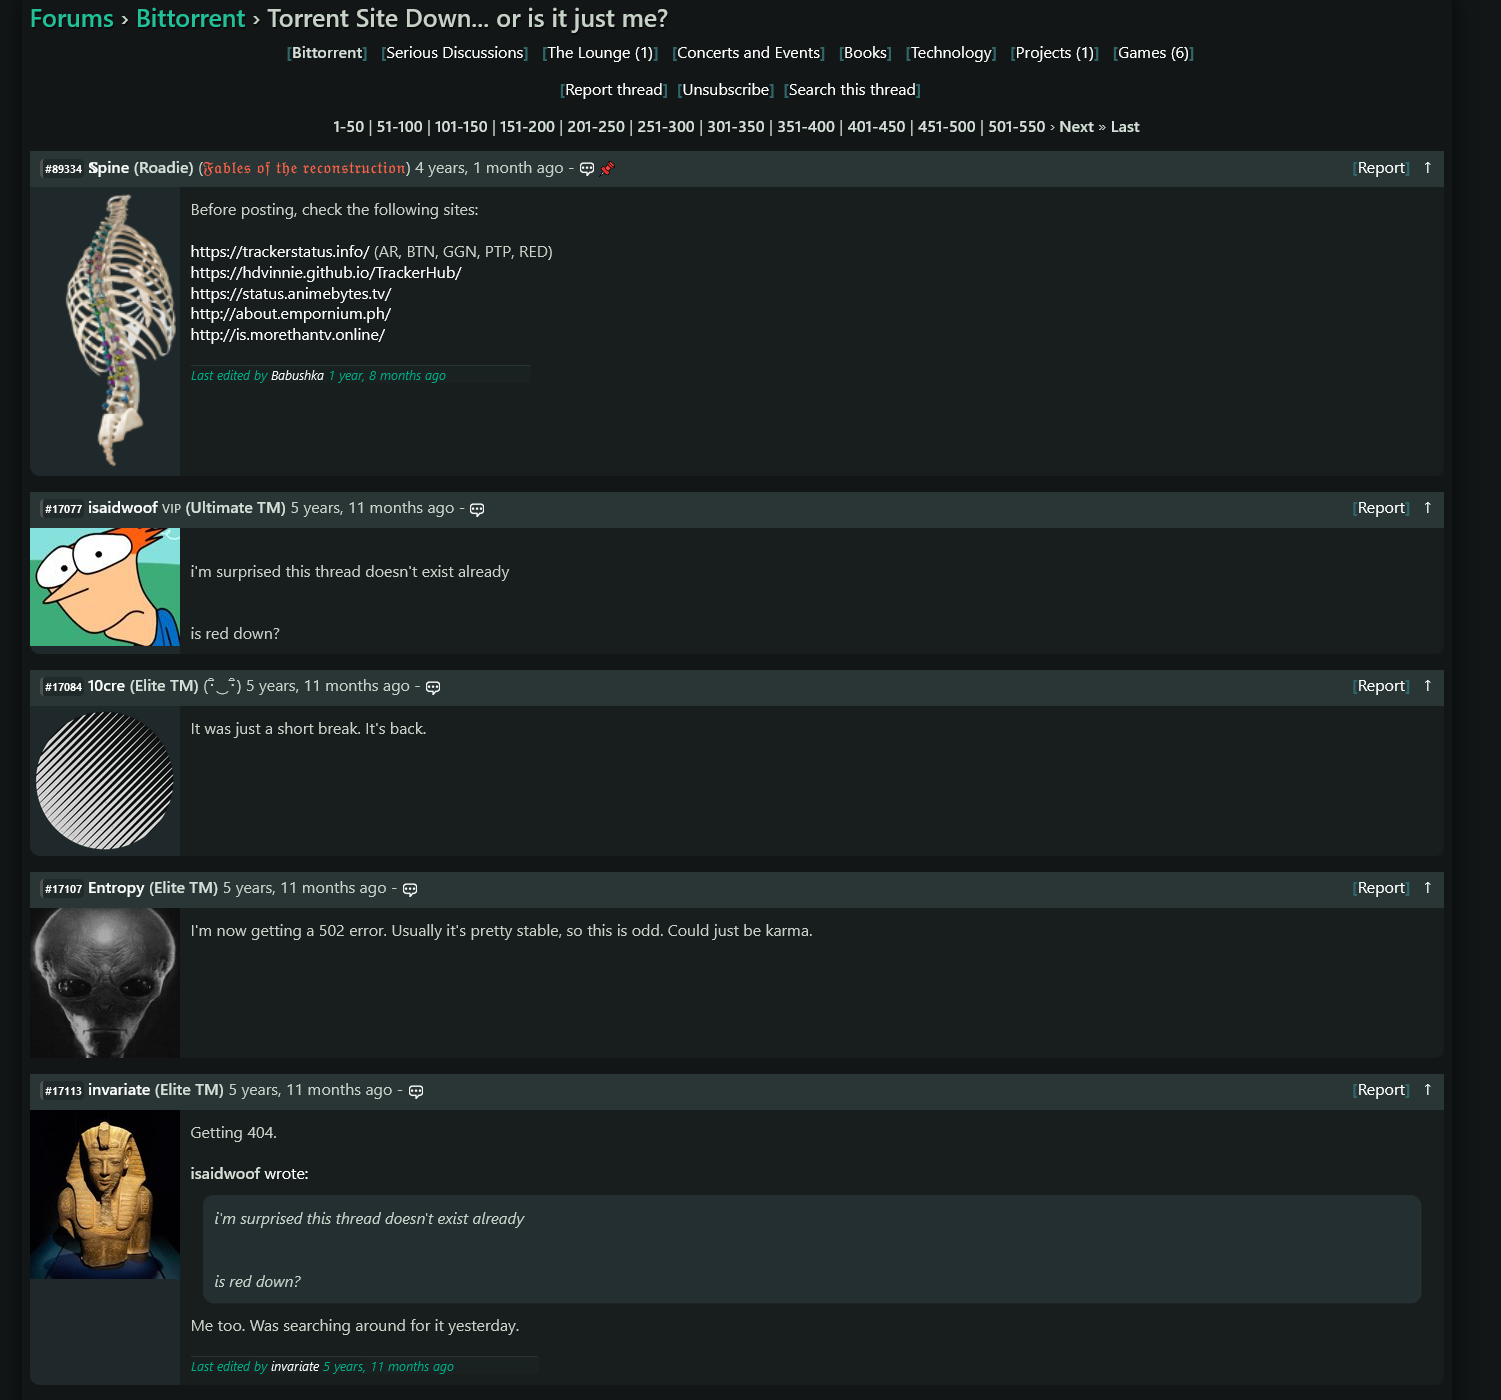 Forums › Bittorrent › Torrent Site Down... or is it just me?
[Bittorrent] [Serious Discussions] [The Lounge (1)] [Concerts and Events] [Books] [Technology] [Projects (1)] [Games (6)]
[Report thread] [Unsubscribe] [Search this thread]
1-50 | 51-100 | 101-150 | 151-200 | 201-250 | 251-300 | 301-350 | 351-400 | 401-450 | 451-500 | 501-550 › Next » Last
#89334 Spine (Roadie) (Fables of the reconstruction) 4 years, 1 month ago - 💬 📌 [Report] ↑
Before posting, check the following sites:
https://trackerstatus.info/ (AR, BTN, GGN, PTP, RED)
https://hdvinnie.github.io/TrackerHub/
https://status.animebytes.tv/
http://about.empornium.ph/
http://is.morethantv.online/
Last edited by Babushka 1 year, 8 months ago
#17077 isaidwoof VIP (Ultimate TM) 5 years, 11 months ago - 💬 [Report] ↑
i'm surprised this thread doesn't exist already
is red down?
#17084 10cre (Elite TM) 5 years, 11 months ago - 💬 [Report] ↑
It was just a short break. It's back.
#17107 Entropy (Elite TM) 5 years, 11 months ago - 💬 [Report] ↑
I'm now getting a 502 error. Usually it's pretty stable, so this is odd. Could just be karma.
#17113 invariate (Elite TM) 5 years, 11 months ago - 💬 [Report] ↑
Getting 404.
isaidwoof wrote:
i'm surprised this thread doesn't exist already
is red down?
Me too. Was searching around for it yesterday.
Last edited by invariate 5 years, 11 months ago